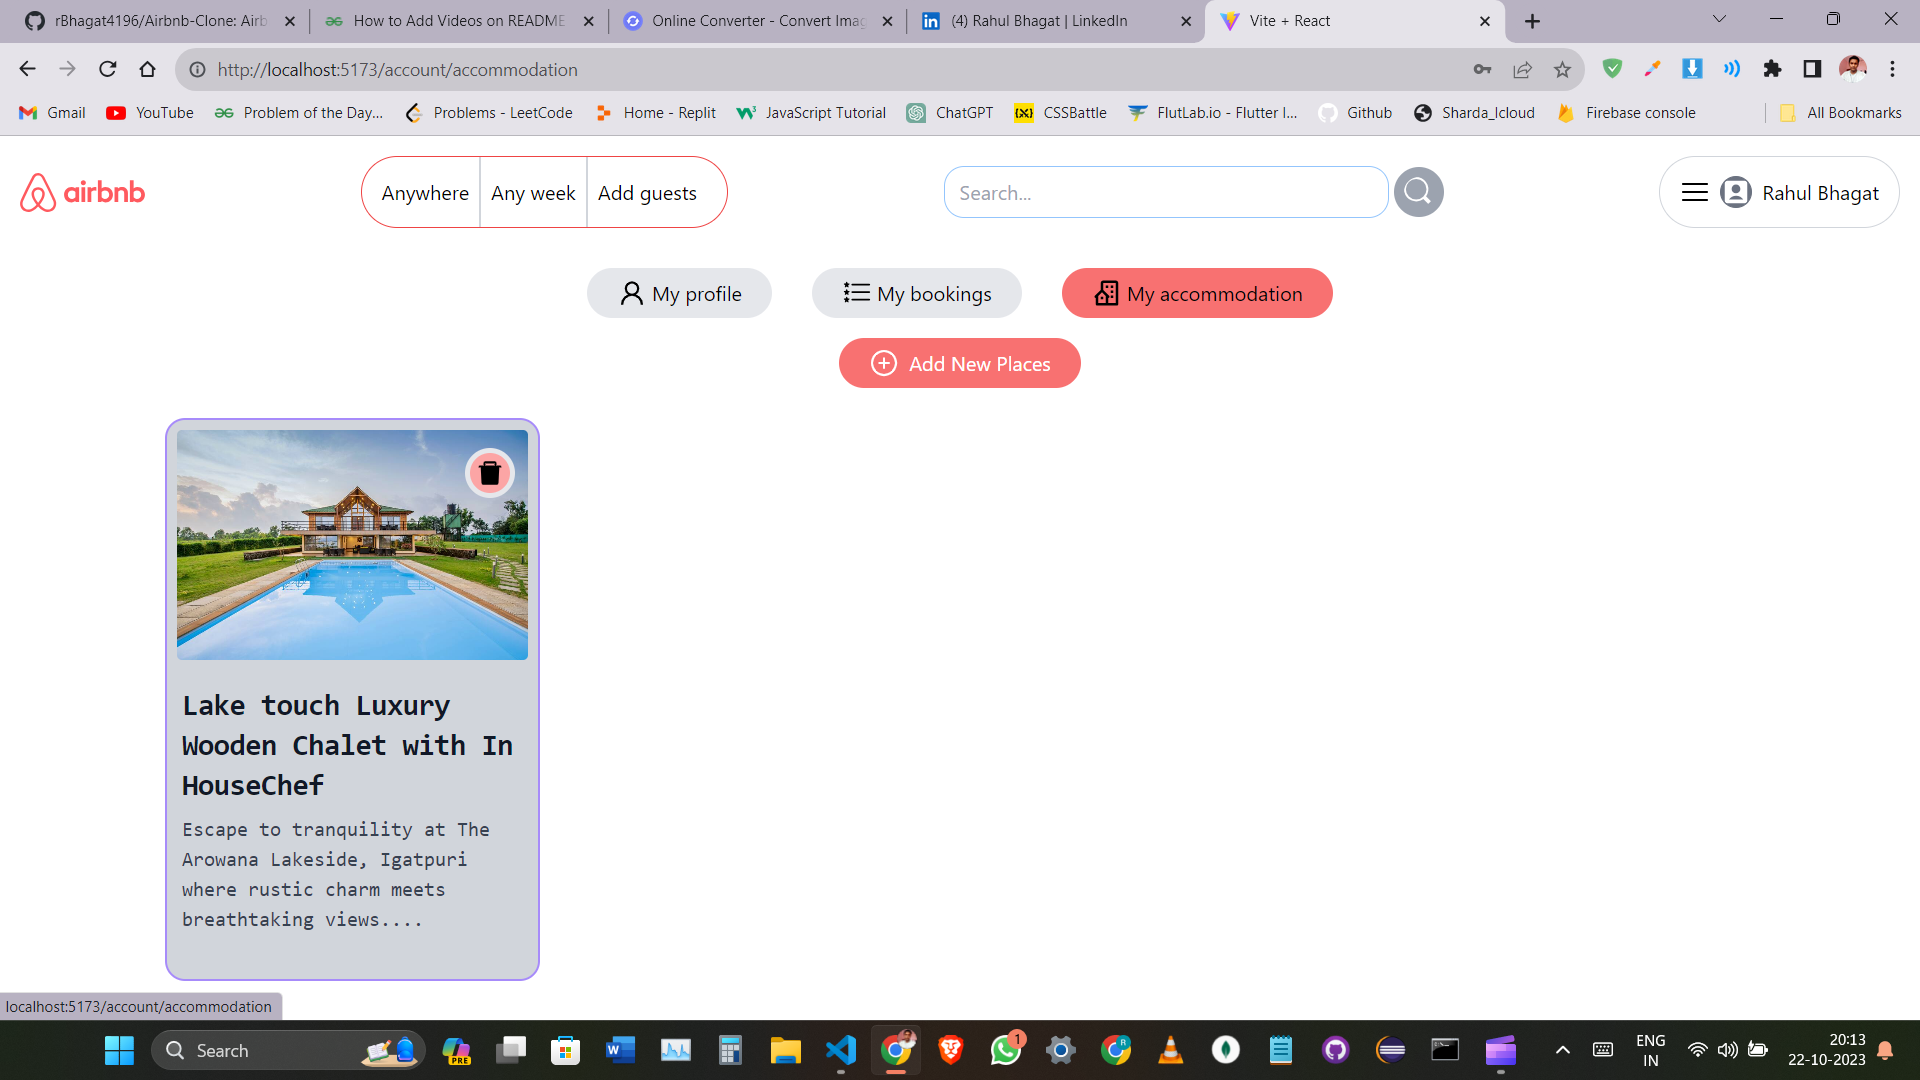 rBhagat4196/Airbnb-Clone: Airb
How to Add Videos on README
Online Converter - Convert Imag
(4) Rahul Bhagat | LinkedIn
Vite + React
http://localhost:5173/account/accommodation
Gmail
YouTube
Problem of the Day...
Problems - LeetCode
Home - Replit
JavaScript Tutorial
ChatGPT
CSSBattle
FlutLab.io - Flutter I...
Github
Sharda_Icloud
Firebase console
All Bookmarks
airbnb
Anywhere
Any week
Add guests
Search...
Rahul Bhagat
My profile
My bookings
My accommodation
Add New Places
Lake touch Luxury
Wooden Chalet with In
HouseChef
Escape to tranquility at The
Arowana Lakeside, Igatpuri
where rustic charm meets
breathtaking views....
localhost:5173/account/accommodation
Search
PRE
1
ENG
IN
20:13
22-10-2023